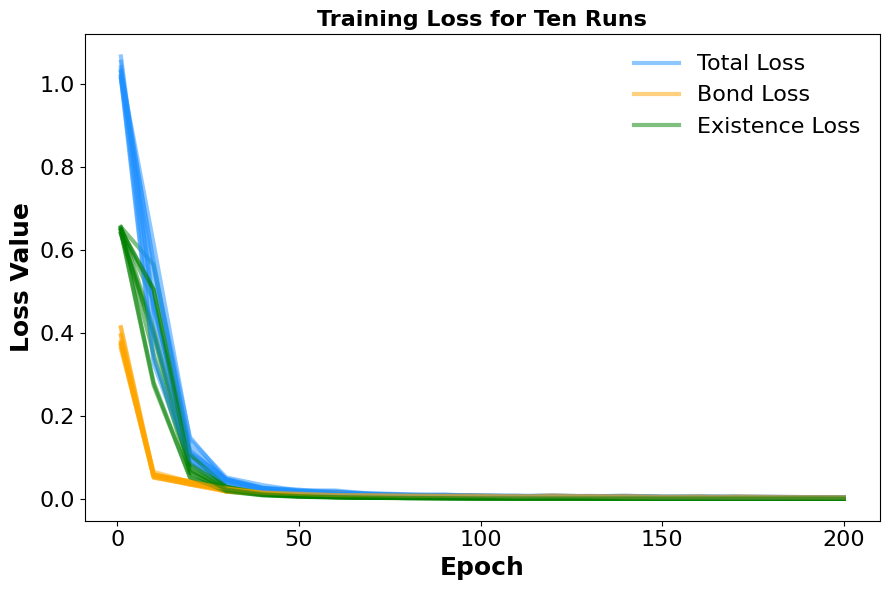 Training Loss for Ten Runs
Total Loss
Bond Loss
Existence Loss
Loss Value
1.0
0.8
0.6
0.4
0.2
0.0
0 50 100 150 200
Epoch